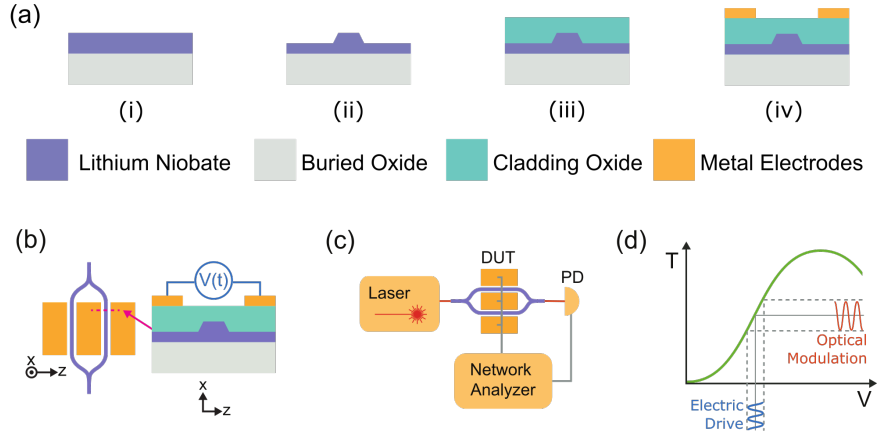 (a)
(i) (ii) (iii) (iv)
Lithium Niobate Buried Oxide Cladding Oxide Metal Electrodes
(b)
V(t)
x
z
x
z
(c)
DUT
PD
Laser
Network
Analyzer
(d)
T
Optical
Modulation
V
Electric
Drive